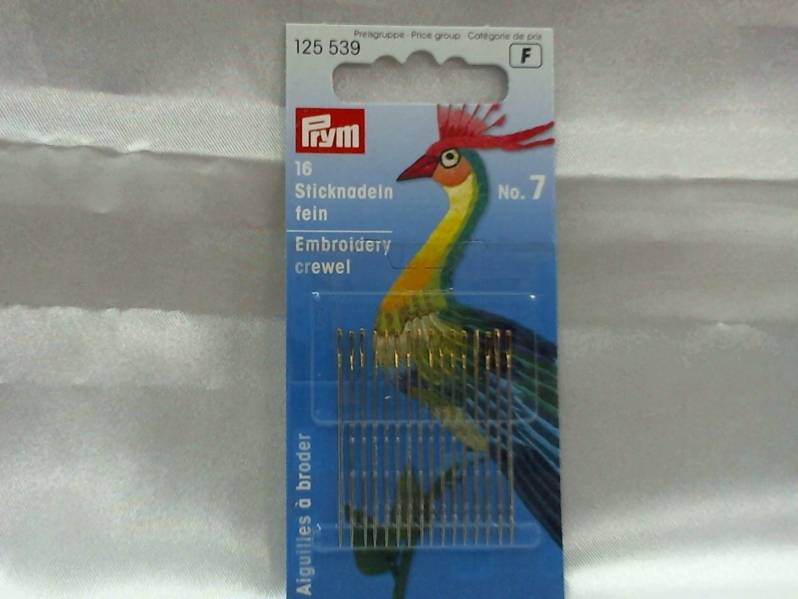 Preisgruppe · Price group · Catégorie de prix
125 539
F
Prym
16
Sticknadeln
fein
No. 7
Embroidery
crewel
Aiguilles à broder